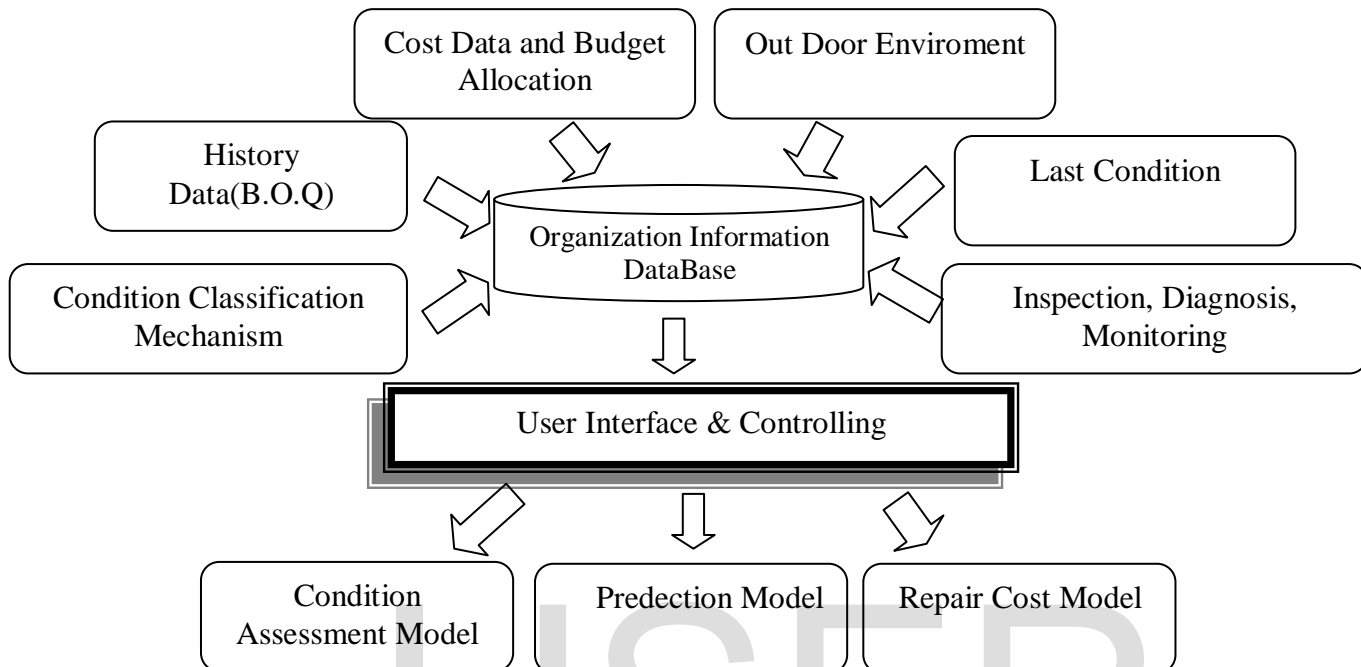 Cost Data and Budget
Allocation
Out Door Enviroment
History
Data(B.O.Q)
Last Condition
Organization Information
DataBase
Condition Classification
Mechanism
Inspection, Diagnosis,
Monitoring
User Interface & Controlling
Condition
Assessment Model
Predection Model
Repair Cost Model